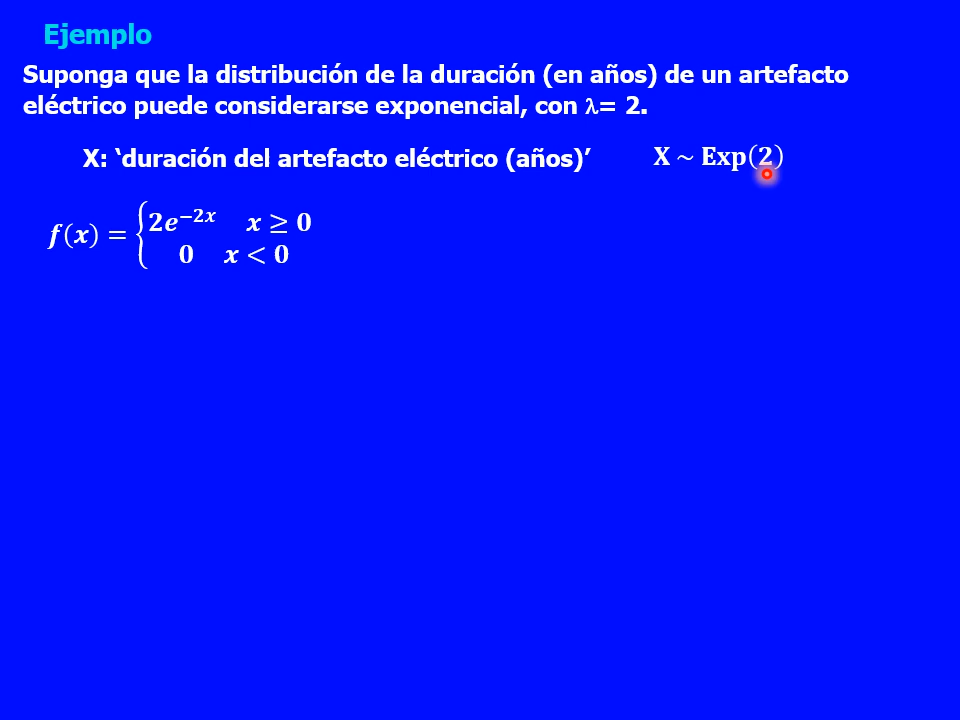 Ejemplo
Suponga que la distribución de la duración (en años) de un artefacto
eléctrico puede considerarse exponencial, con λ= 2.
X: ‘duración del artefacto eléctrico (años)’ X ~ Exp(2)
f(x) = { 2e^{−2x} x ≥ 0
0 x < 0